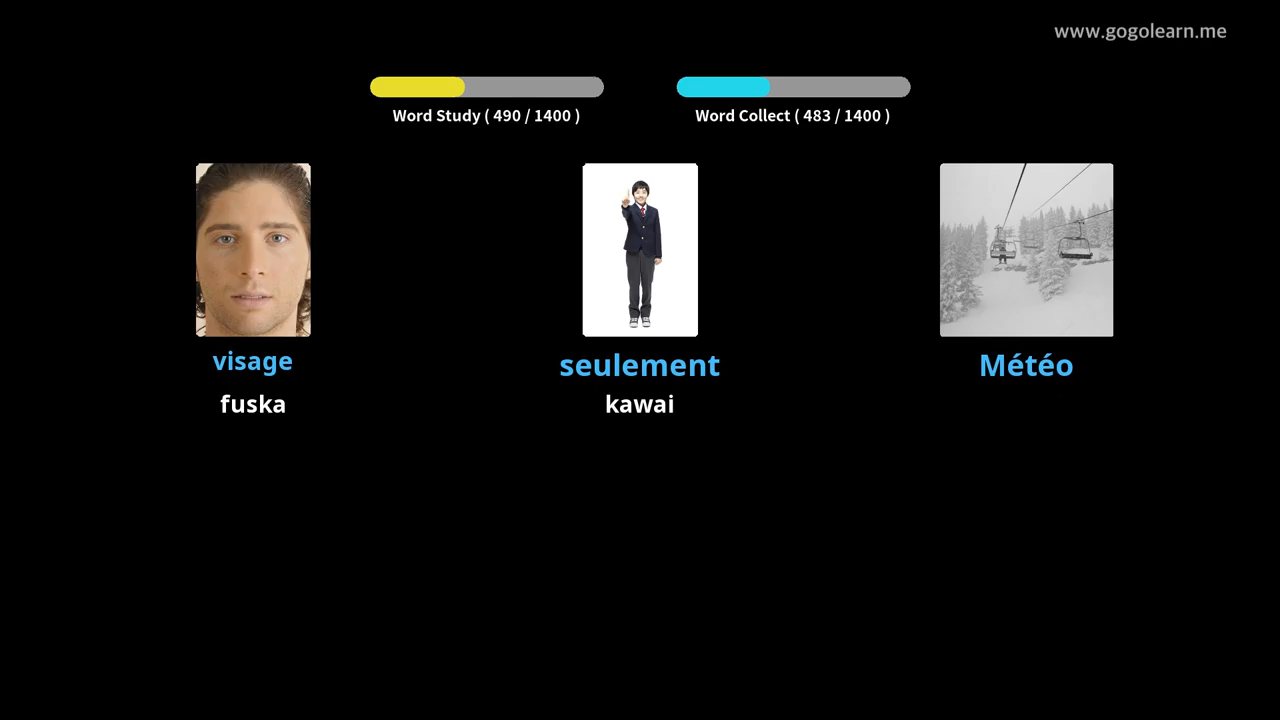 www.gogolearn.me
Word Study ( 490 / 1400 )
Word Collect ( 483 / 1400 )
visage
seulement
Météo
fuska
kawai